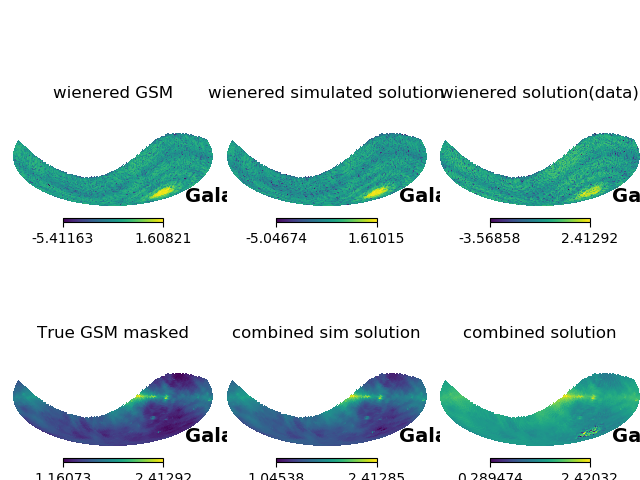 wienered GSM wienered simulated solution wienered solution(data)
Gala Gala Ga
-5.41163 1.60821 -5.04674 1.61015 -3.56858 2.41292
True GSM masked combined sim solution combined solution
Gala Gala Ga
1.16073 2.41292 1.04538 2.41285 0.289474 2.42032